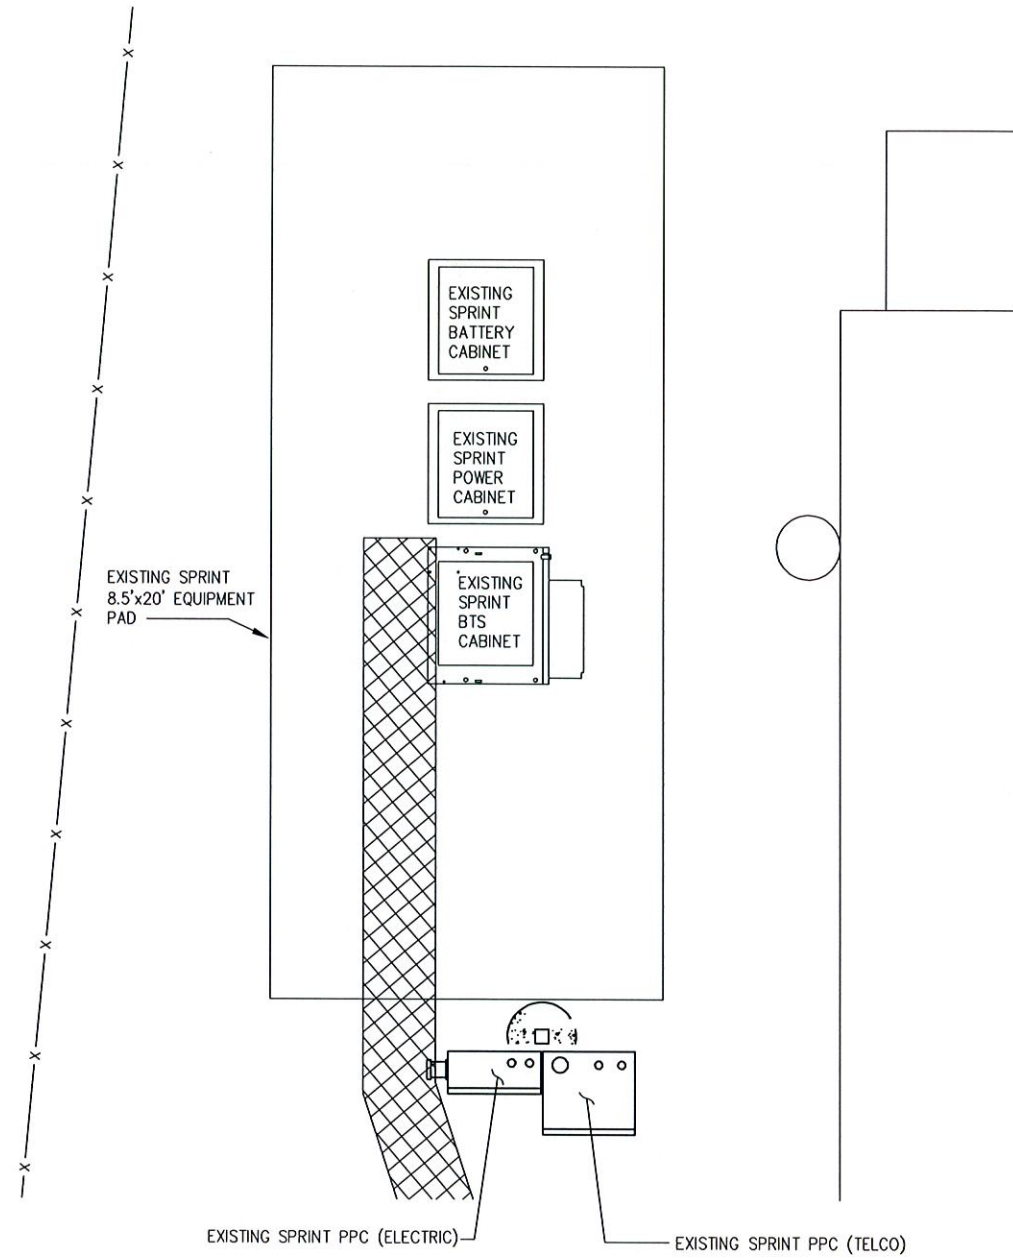 EXISTING
SPRINT
BATTERY
CABINET
EXISTING
SPRINT
POWER
CABINET
EXISTING SPRINT
8.5'x20' EQUIPMENT
PAD
EXISTING
SPRINT
BTS
CABINET
EXISTING SPRINT PPC (ELECTRIC)
EXISTING SPRINT PPC (TELCO)